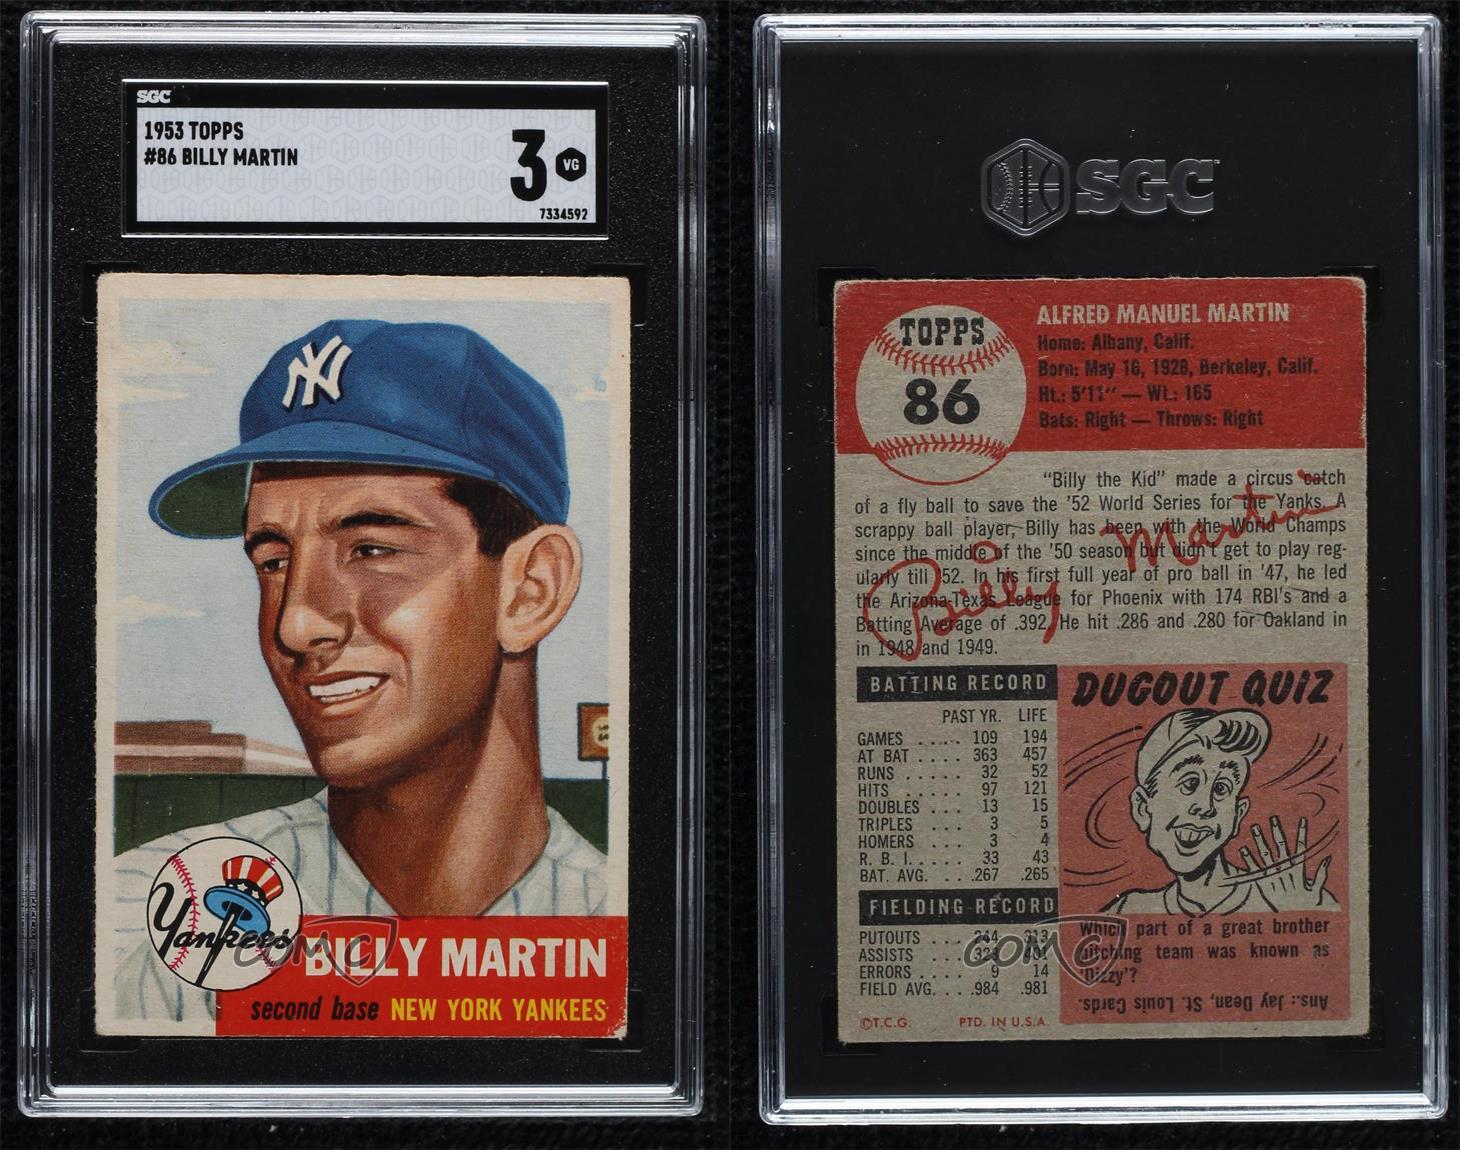 SGC
1953 TOPPS
#86 BILLY MARTIN
3 VG
7334592
NY
Yankees
BILLY MARTIN
second base NEW YORK YANKEES
COMC
SGC
TOPPS
86
ALFRED MANUEL MARTIN
Home: Albany, Calif.
Born: May 16, 1928, Berkeley, Calif.
Ht.: 5'11" — Wt.: 165
Bats: Right — Throws: Right
"Billy the Kid" made a circus catch
of a fly ball to save the '52 World Series for the Yanks. A
scrappy ball player, Billy has been with the World Champs
since the middle of the '50 season but didn't get to play reg-
ularly till '52. In his first full year of pro ball in '47, he led
the Arizona-Texas League for Phoenix with 174 RBI's and a
Batting Average of .392. He hit .286 and .280 for Oakland in
in 1948 and 1949.
Billy Martin
BATTING RECORD
PAST YR. LIFE
GAMES ..... 109 194
AT BAT .... 363 457
RUNS ...... 32 52
HITS ...... 97 121
DOUBLES ... 13 15
TRIPLES ... 3 5
HOMERS .... 3 4
R. B. I. .... 33 43
BAT. AVG. .. .267 .265
FIELDING RECORD
PUTOUTS .... 244 313
ASSISTS .... 323 401
ERRORS .... 9 14
FIELD AVG. .. .984 .981
©T.C.G. PTD. IN U.S.A.
DUGOUT QUIZ
Which part of a great brother
pitching team was known as
'Dizzy'?
Ans.: Jay Dean, St. Louis Cards.
COMC